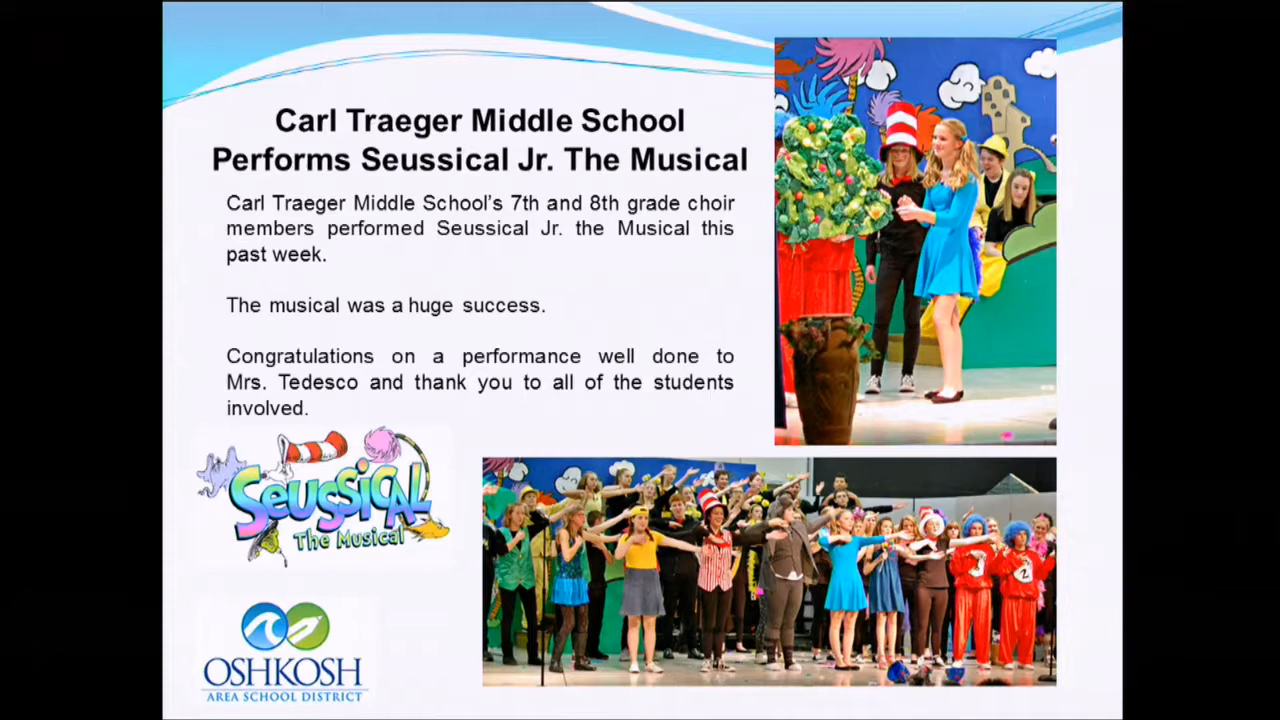 Carl Traeger Middle School
Performs Seussical Jr. The Musical
Carl Traeger Middle School's 7th and 8th grade choir
members performed Seussical Jr. the Musical this
past week.
The musical was a huge success.
Congratulations on a performance well done to
Mrs. Tedesco and thank you to all of the students
involved.
SEUSSICAL
The Musical
OSHKOSH
AREA SCHOOL DISTRICT
2